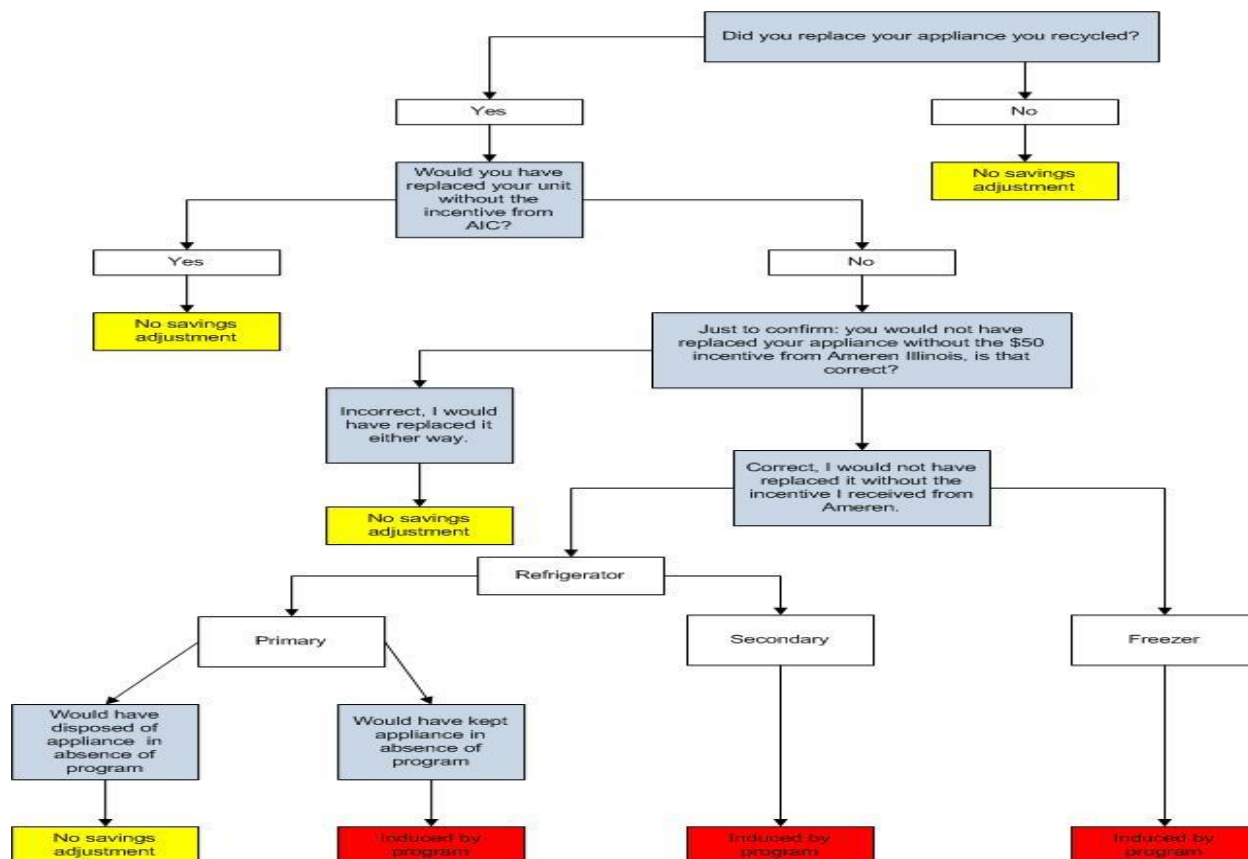 Did you replace your appliance you recycled?
Yes
No
Would you have
replaced your unit
without the
incentive from
AIC?
No savings
adjustment
Yes
No
No savings
adjustment
Just to confirm: you would not have
replaced your appliance without the $50
incentive from Ameren Illinois, is that
correct?
Incorrect, I would
have replaced it
either way.
Correct, I would not have
replaced it without the
incentive I received from
Ameren.
No savings
adjustment
Refrigerator
Primary
Secondary
Freezer
Would have
disposed of
appliance in
absence of
program
Would have kept
appliance in
absence of
program
No savings
adjustment
Induced by
program
Induced by
program
Induced by
program